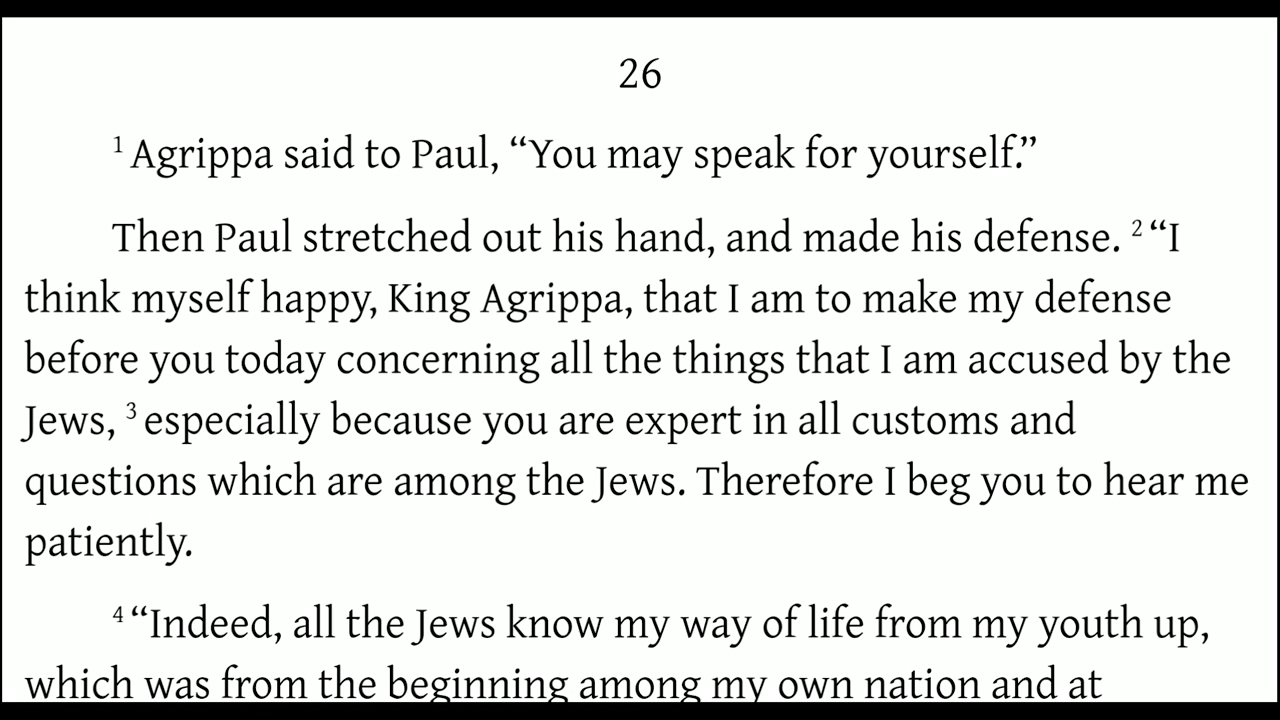 26
1 Agrippa said to Paul, “You may speak for yourself.”
Then Paul stretched out his hand, and made his defense. 2 “I
think myself happy, King Agrippa, that I am to make my defense
before you today concerning all the things that I am accused by the
Jews, 3 especially because you are expert in all customs and
questions which are among the Jews. Therefore I beg you to hear me
patiently.
4 “Indeed, all the Jews know my way of life from my youth up,
which was from the beginning among my own nation and at